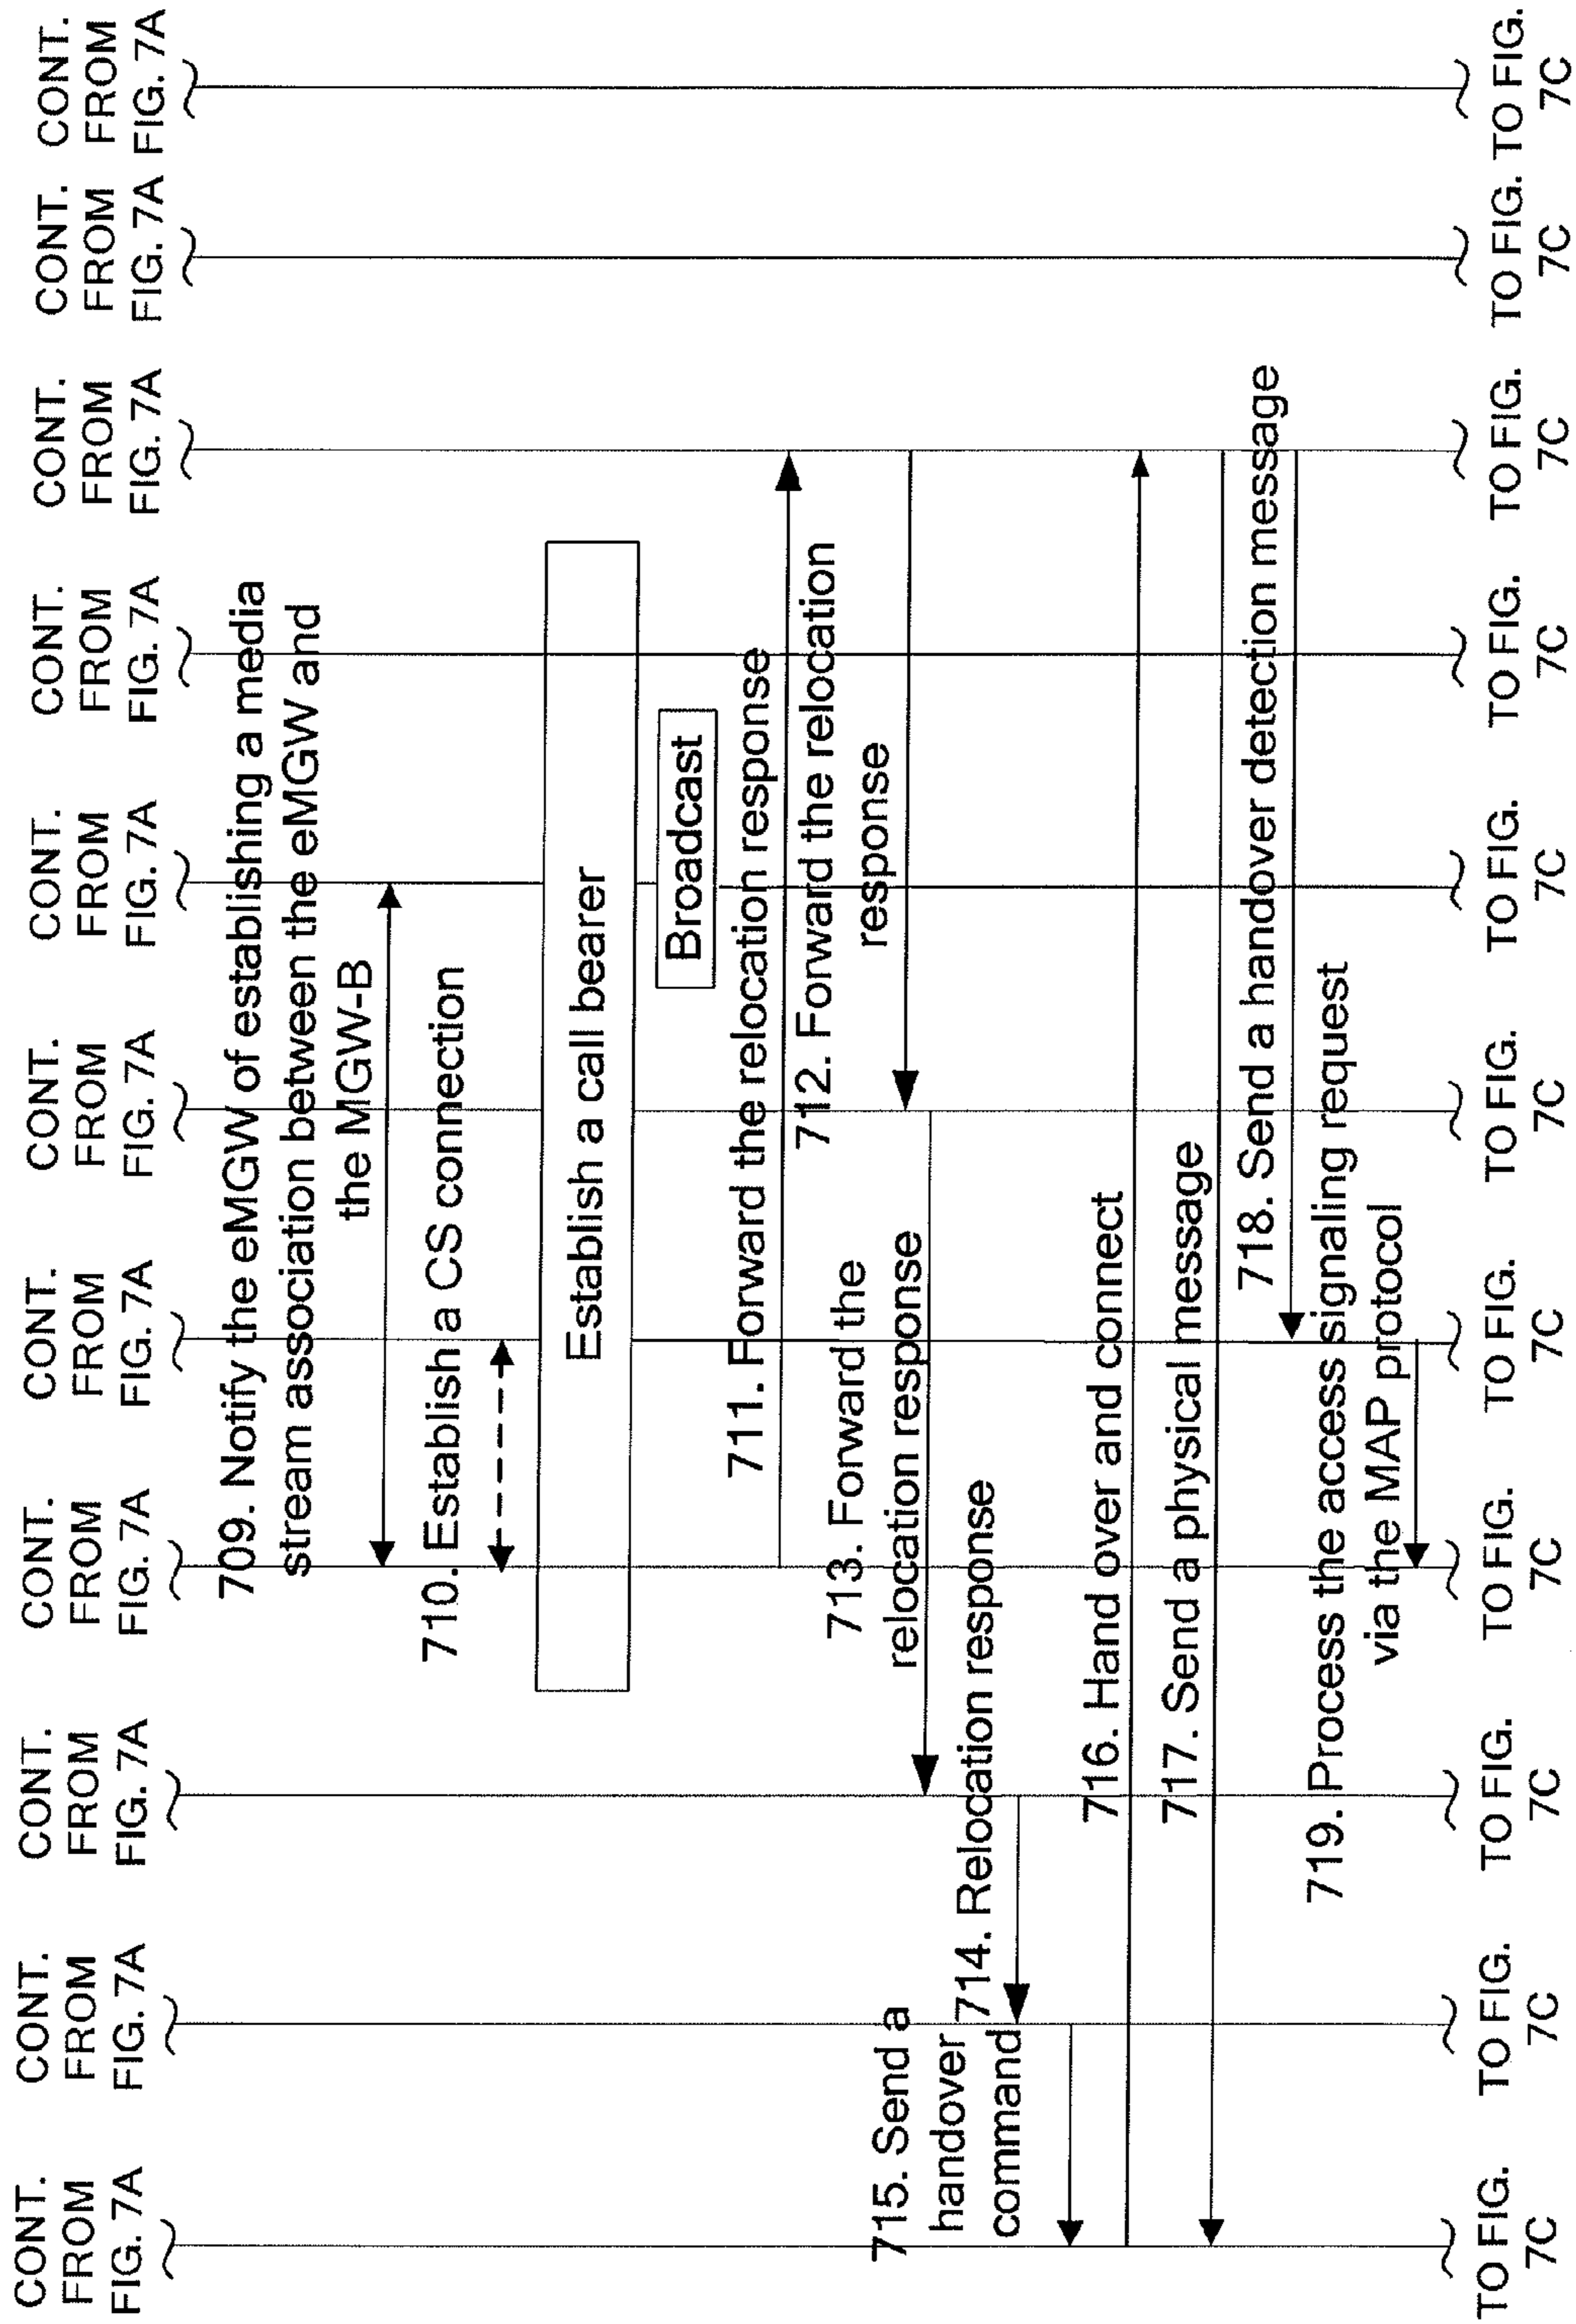 CONT.
FROM
FIG. 7A
CONT.
FROM
FIG. 7A
CONT.
FROM
FIG. 7A
CONT.
FROM
FIG. 7A
CONT.
FROM
FIG. 7A
CONT.
FROM
FIG. 7A
CONT.
FROM
FIG. 7A
CONT.
FROM
FIG. 7A
CONT.
FROM
FIG. 7A
CONT.
FROM
FIG. 7A
CONT.
FROM
FIG. 7A
709. Notify the eMGW of establishing a media
stream association between the eMGW and
the MGW-B
710. Establish a CS connection
Establish a call bearer
Broadcast
711. Forward the relocation response
712. Forward the relocation
response
713. Forward the
relocation response
714. Relocation response
715. Send a
handover
command
716. Hand over and connect
717. Send a physical message
718. Send a handover detection message
719. Process the access signaling request
via the MAP protocol
TO FIG.
7C
TO FIG.
7C
TO FIG.
7C
TO FIG.
7C
TO FIG.
7C
TO FIG.
7C
TO FIG.
7C
TO FIG.
7C
TO FIG.
7C
TO FIG.
7C
TO FIG.
7C